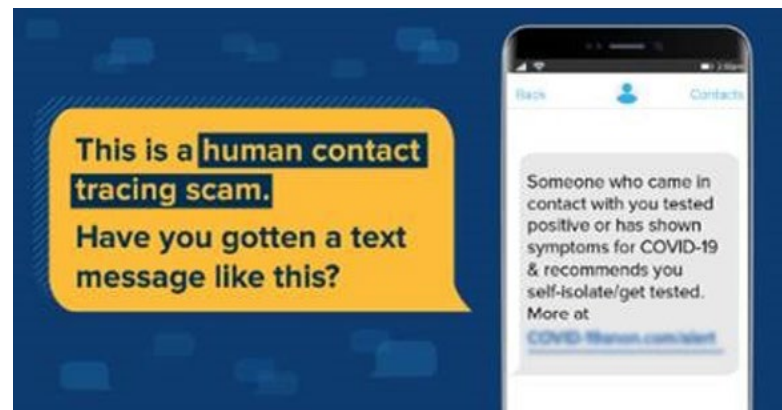 This is a human contact
tracing scam.
Have you gotten a text
message like this?
Back
Contacts
Someone who came in
contact with you tested
positive or has shown
symptoms for COVID-19
& recommends you
self-isolate/get tested.
More at